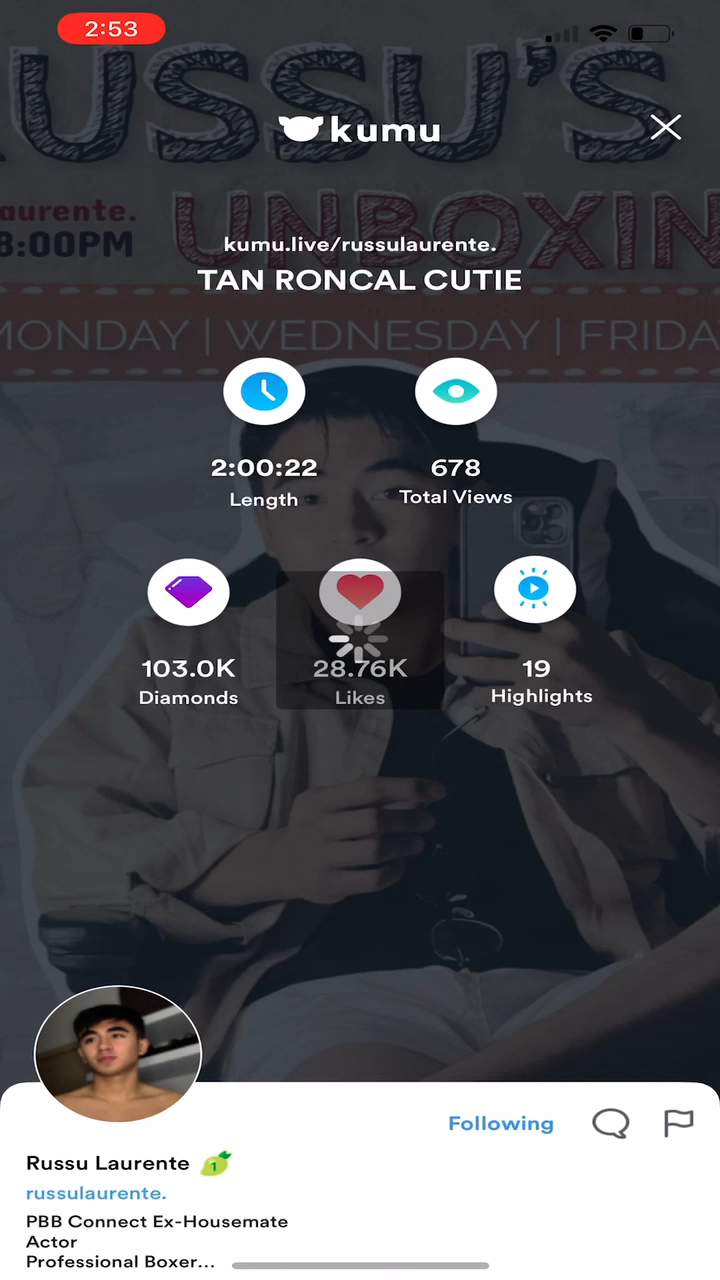 2:53
RUSSU'S
kumu
aurente.
8:00PM
UNBOXIN
kumu.live/russulaurente.
TAN RONCAL CUTIE
MONDAY | WEDNESDAY | FRIDA
2:00:22
Length
678
Total Views
103.0K
Diamonds
28.76K
Likes
19
Highlights
Following
Russu Laurente
1
russulaurente.
PBB Connect Ex-Housemate
Actor
Professional Boxer...